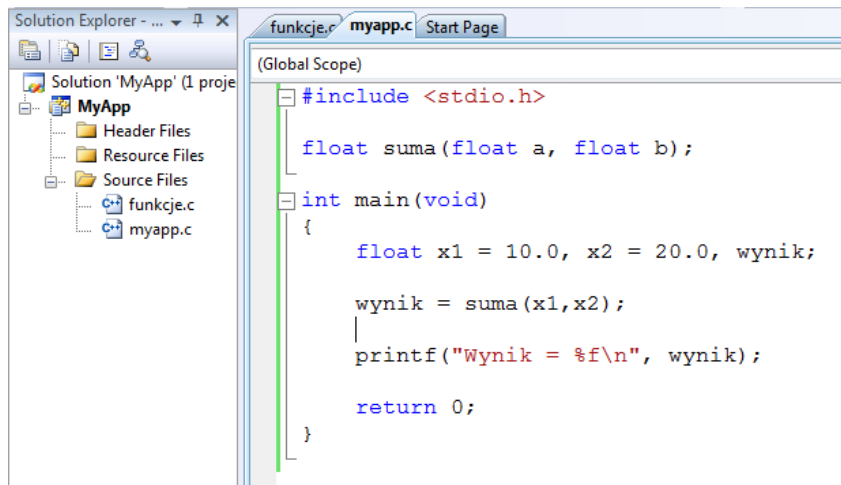 Solution Explorer - ...
Solution 'MyApp' (1 proje
MyApp
Header Files
Resource Files
Source Files
funkcje.c
myapp.c
funkcje.c myapp.c Start Page
(Global Scope)
#include <stdio.h>
float suma(float a, float b);
int main(void)
{
float x1 = 10.0, x2 = 20.0, wynik;
wynik = suma(x1,x2);
printf("Wynik = %f\n", wynik);
return 0;
}